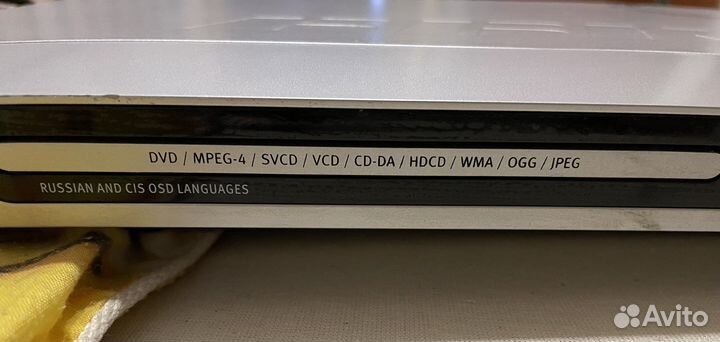 DVD / MPEG-4 / SVCD / VCD / CD-DA / HDCD / WMA / OGG / JPEG
RUSSIAN AND CIS OSD LANGUAGES
Avito